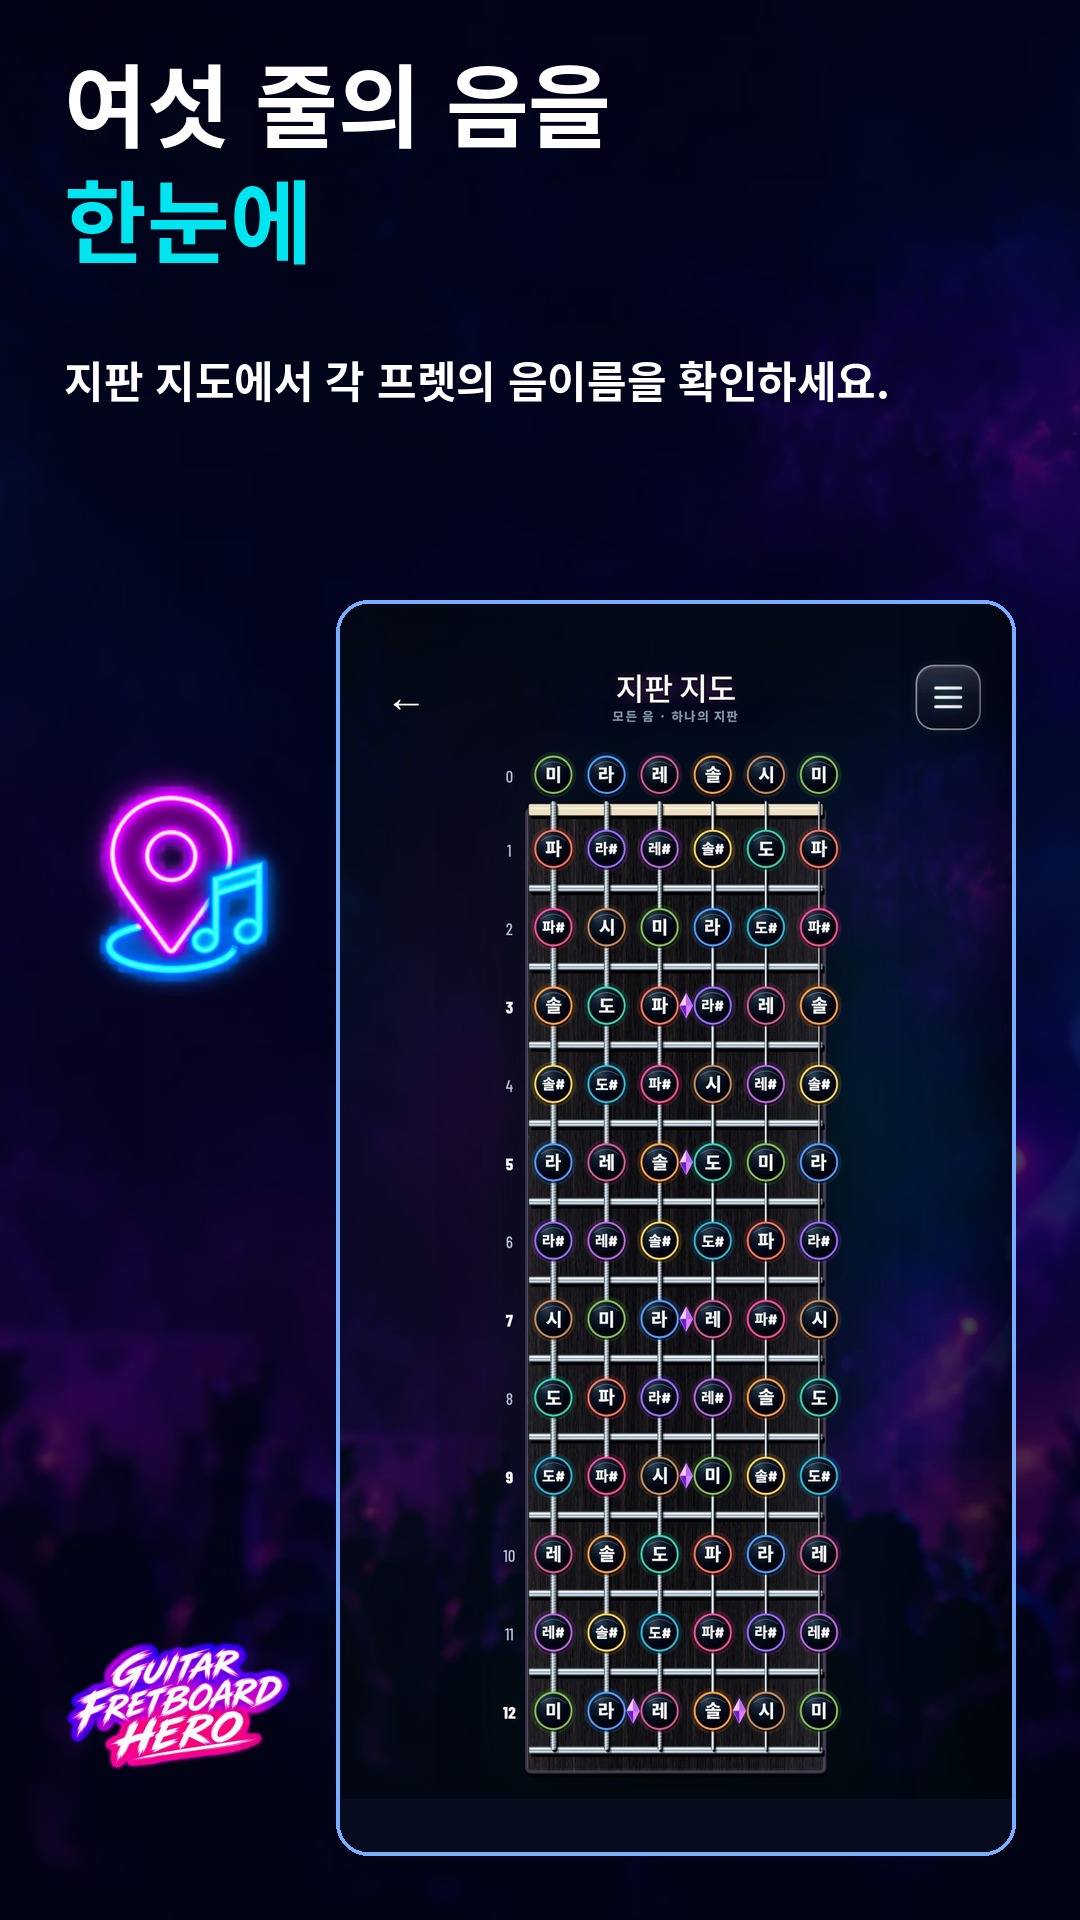 여섯 줄의 음을
한눈에
지판 지도에서 각 프렛의 음이름을 확인하세요.
←
지판 지도
모든 음 · 하나의 지판
0 미 라 레 솔 시 미
1 파 라# 레# 솔# 도 파
2 파# 시 미 라 도# 파#
3 솔 도 파 라# 레 솔
4 솔# 도# 파# 시 레# 솔#
5 라 레 솔 도 미 라
6 라# 레# 솔# 도# 파 라#
7 시 미 라 레 파# 시
8 도 파 라# 레# 솔 도
9 도# 파# 시 미 솔# 도#
10 레 솔 도 파 라 레
11 레# 솔# 도# 파# 라# 레#
12 미 라 레 솔 시 미
GUITAR
FRETBOARD
HERO